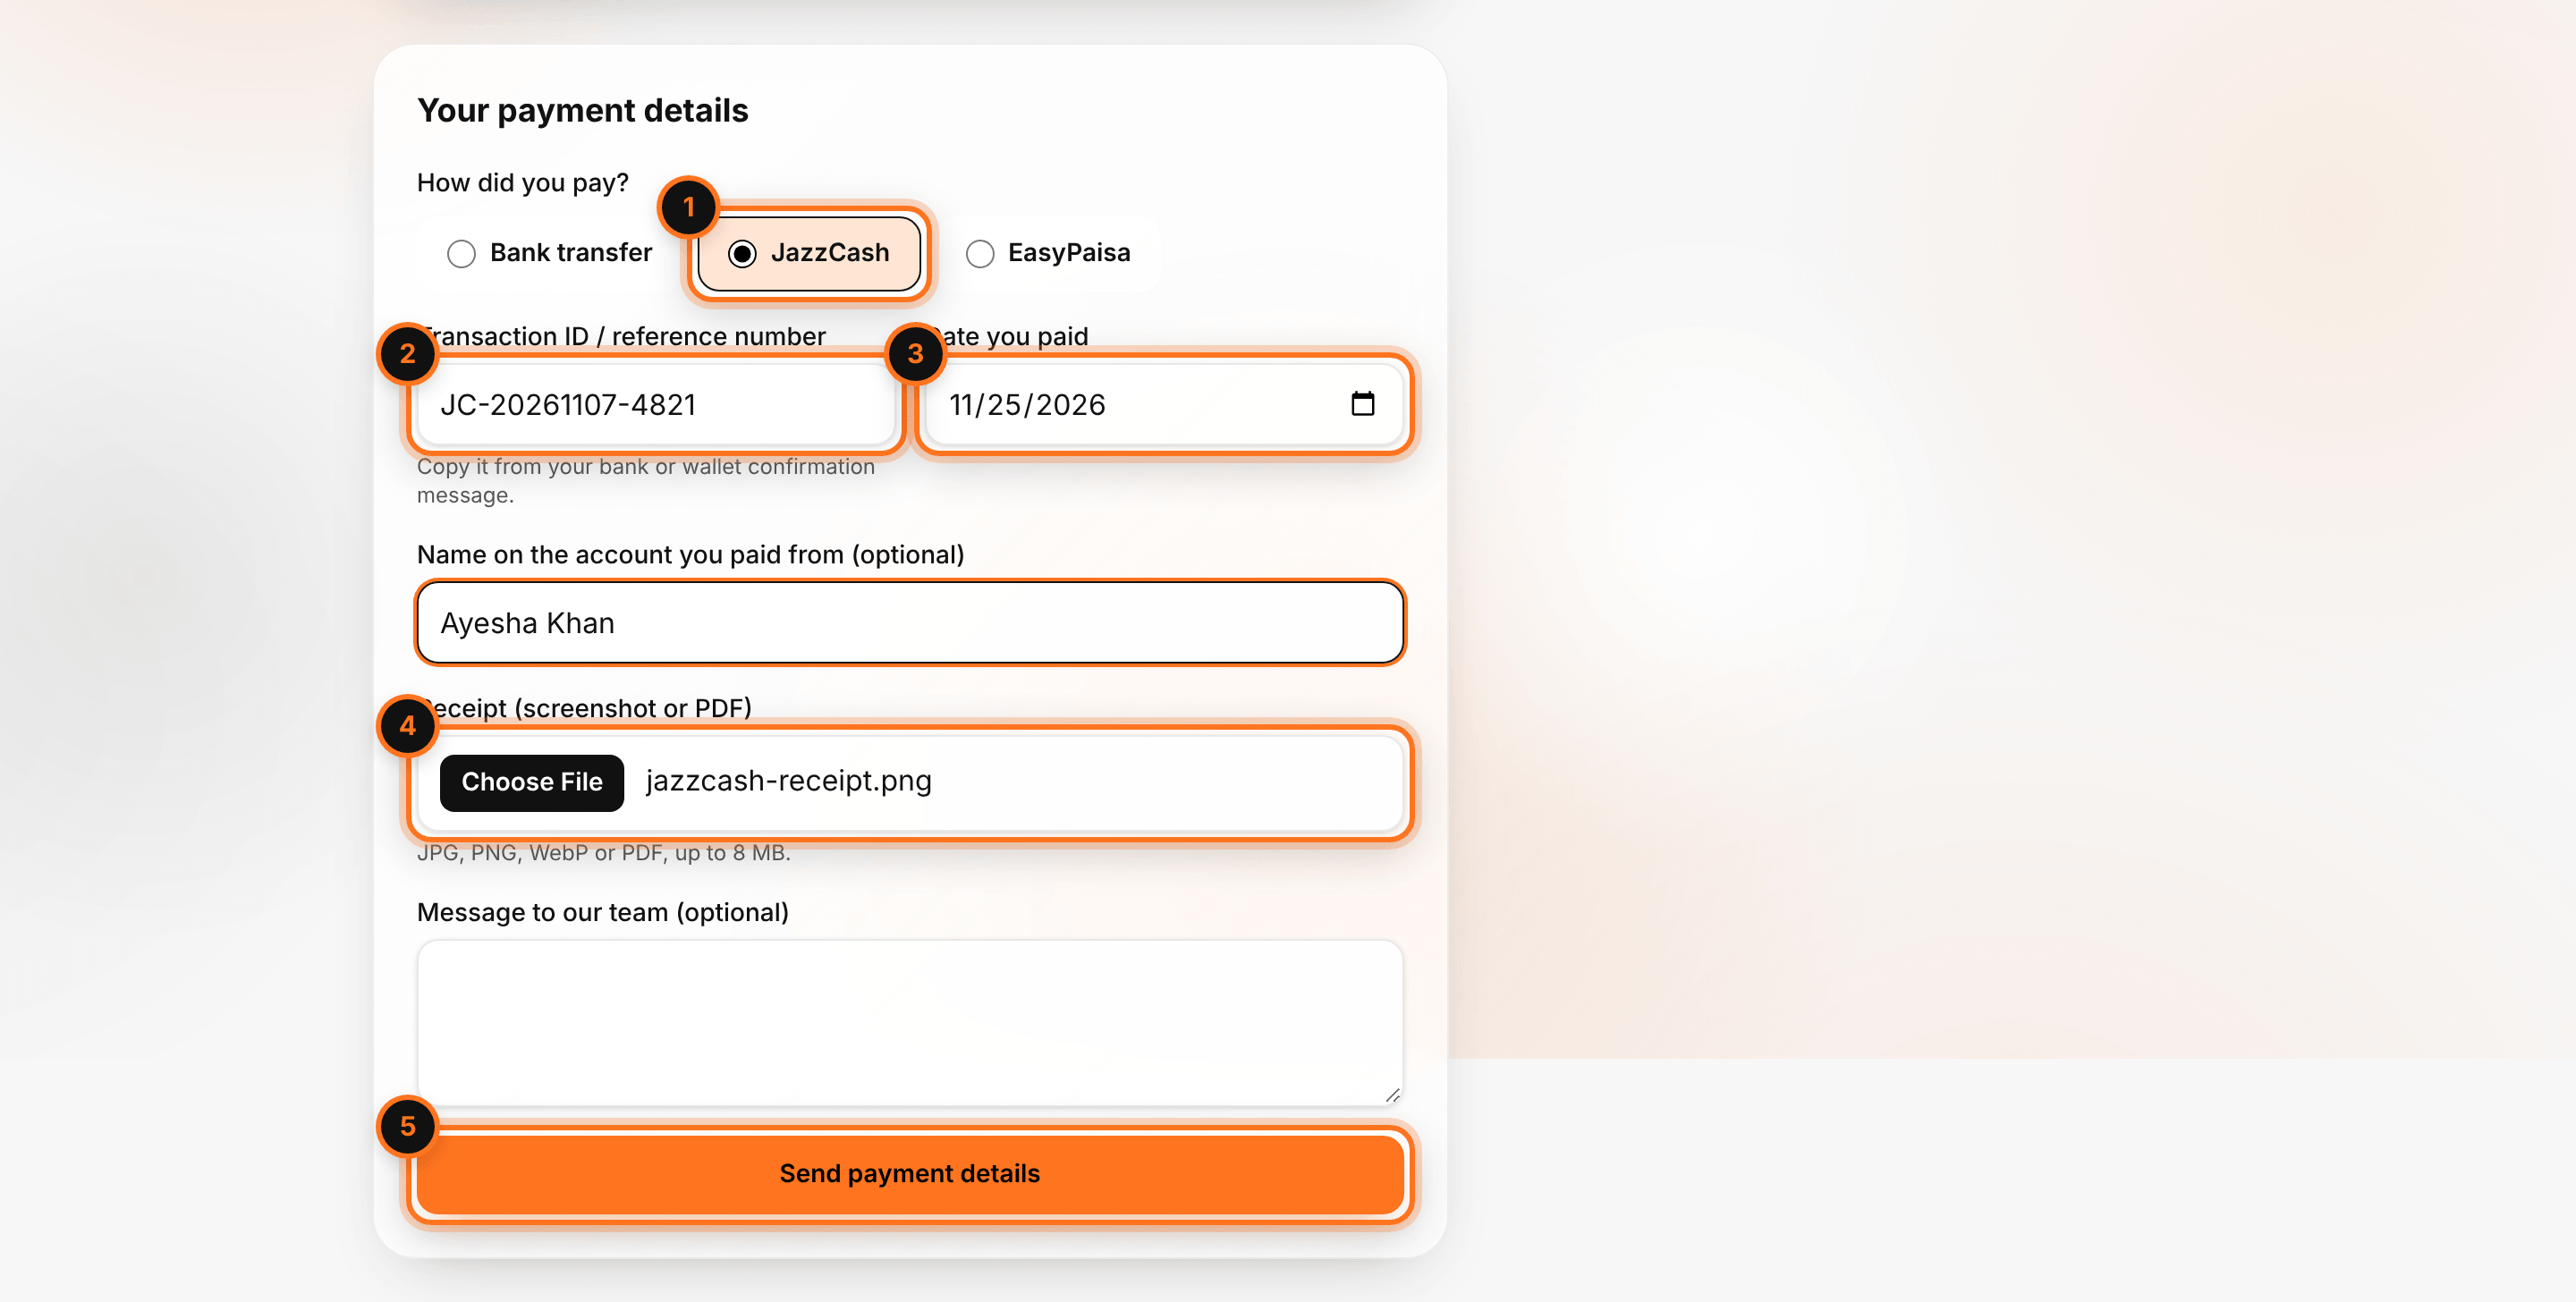 Your payment details
How did you pay?
1
Bank transfer
JazzCash
EasyPaisa
2
Transaction ID / reference number
3
Date you paid
JC-20261107-4821
11/25/2026
Copy it from your bank or wallet confirmation
message.
Name on the account you paid from (optional)
Ayesha Khan
4
Receipt (screenshot or PDF)
Choose File
jazzcash-receipt.png
JPG, PNG, WebP or PDF, up to 8 MB.
Message to our team (optional)
5
Send payment details